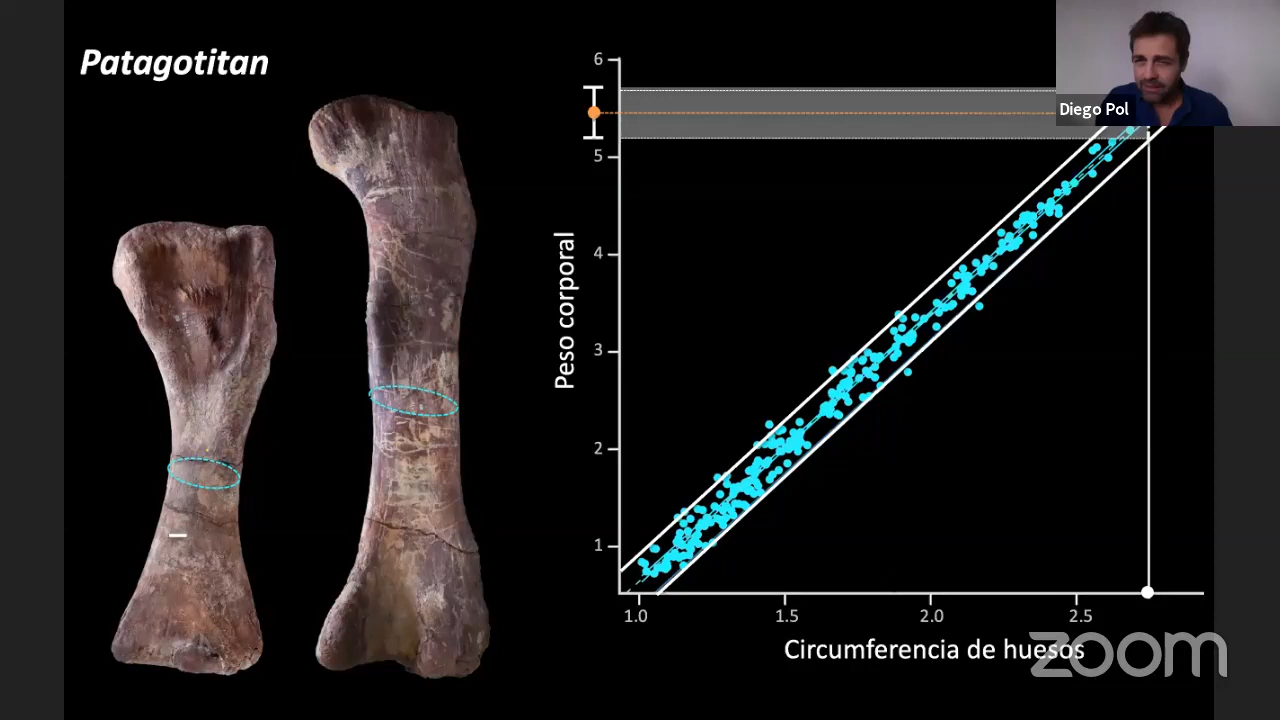 Patagotitan
Diego Pol
6
5
4
3
2
1
Peso corporal
1.0 1.5 2.0 2.5
Circumferencia de huesos
zoom